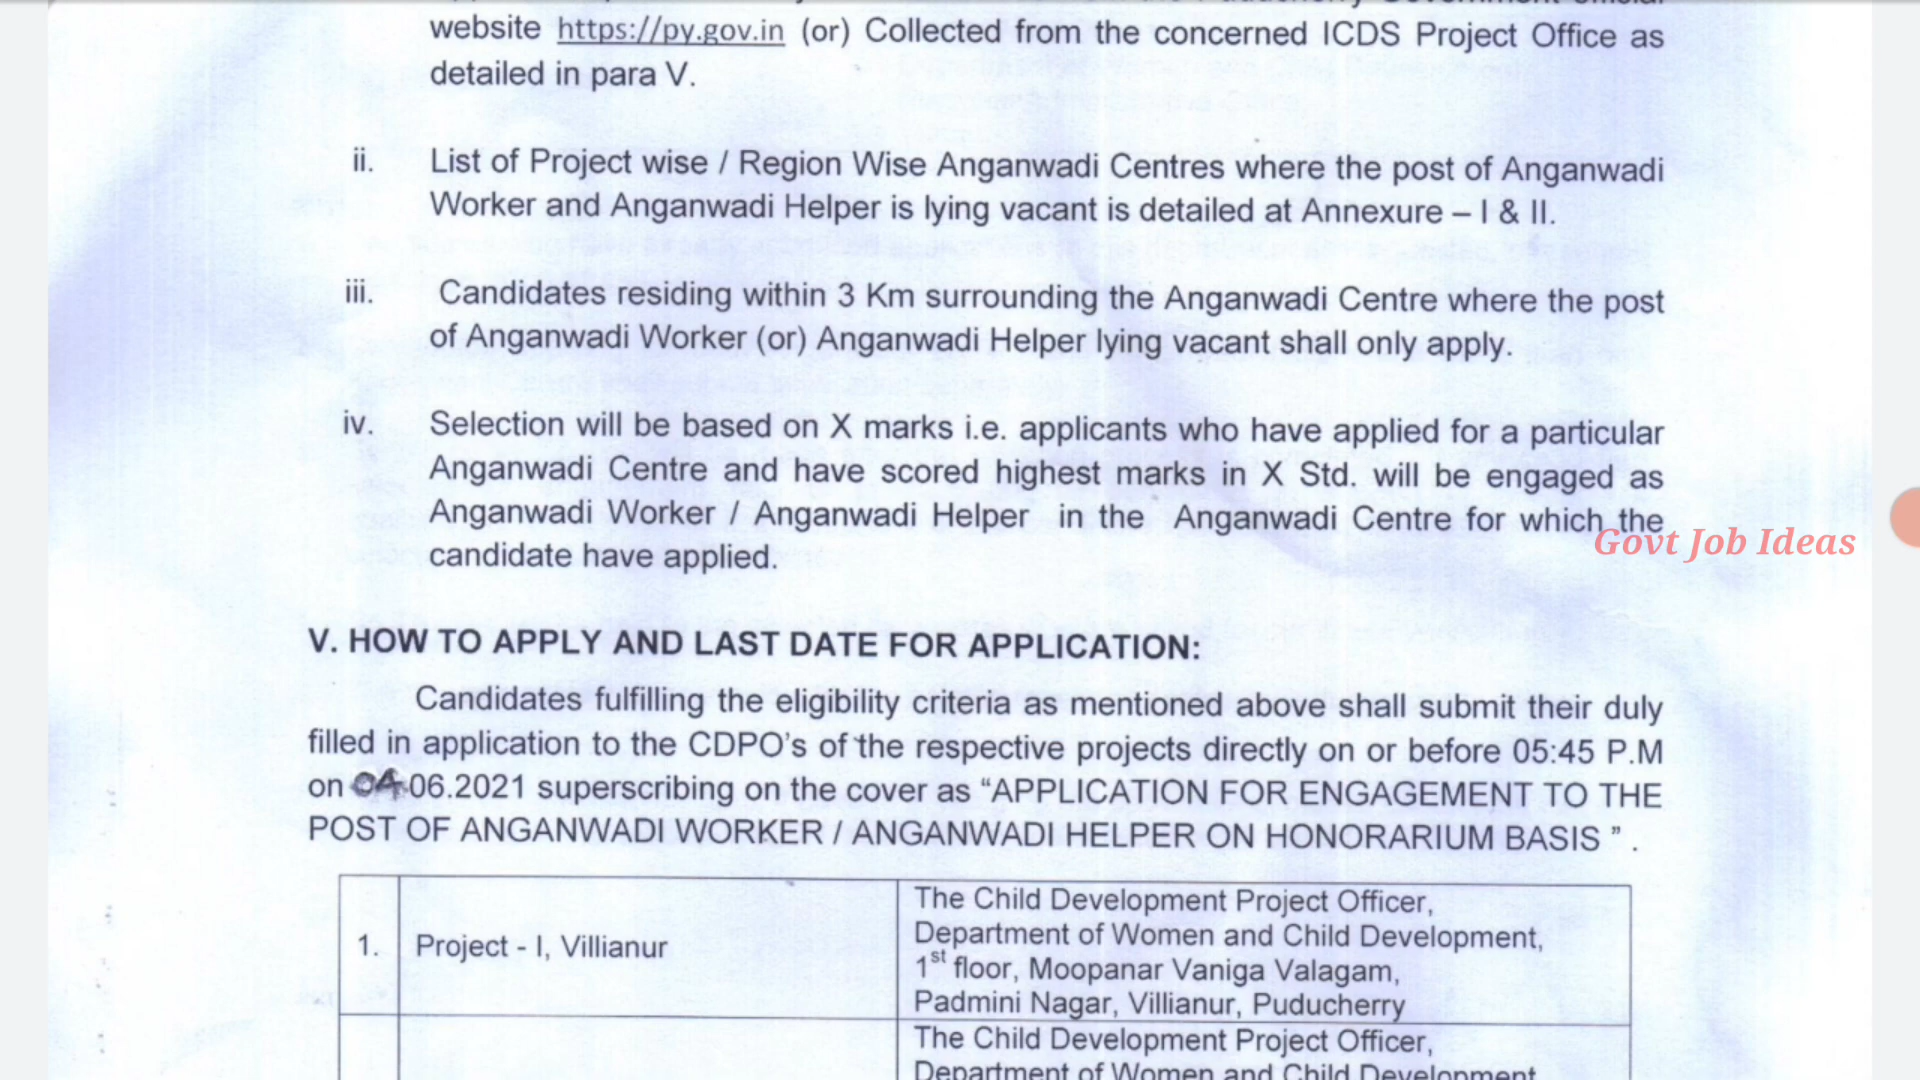 website https://py.gov.in (or) Collected from the concerned ICDS Project Office as
detailed in para V.
ii. List of Project wise / Region Wise Anganwadi Centres where the post of Anganwadi
Worker and Anganwadi Helper is lying vacant is detailed at Annexure – I & II.
iii. Candidates residing within 3 Km surrounding the Anganwadi Centre where the post
of Anganwadi Worker (or) Anganwadi Helper lying vacant shall only apply.
iv. Selection will be based on X marks i.e. applicants who have applied for a particular
Anganwadi Centre and have scored highest marks in X Std. will be engaged as
Anganwadi Worker / Anganwadi Helper in the Anganwadi Centre for which the
candidate have applied.
Govt Job Ideas
V. HOW TO APPLY AND LAST DATE FOR APPLICATION:
Candidates fulfilling the eligibility criteria as mentioned above shall submit their duly
filled in application to the CDPO's of the respective projects directly on or before 05:45 P.M
on 04.06.2021 superscribing on the cover as “APPLICATION FOR ENGAGEMENT TO THE
POST OF ANGANWADI WORKER / ANGANWADI HELPER ON HONORARIUM BASIS ” .
1. Project - I, Villianur
The Child Development Project Officer,
Department of Women and Child Development,
1st floor, Moopanar Vaniga Valagam,
Padmini Nagar, Villianur, Puducherry
The Child Development Project Officer,
Department of Women and Child Development